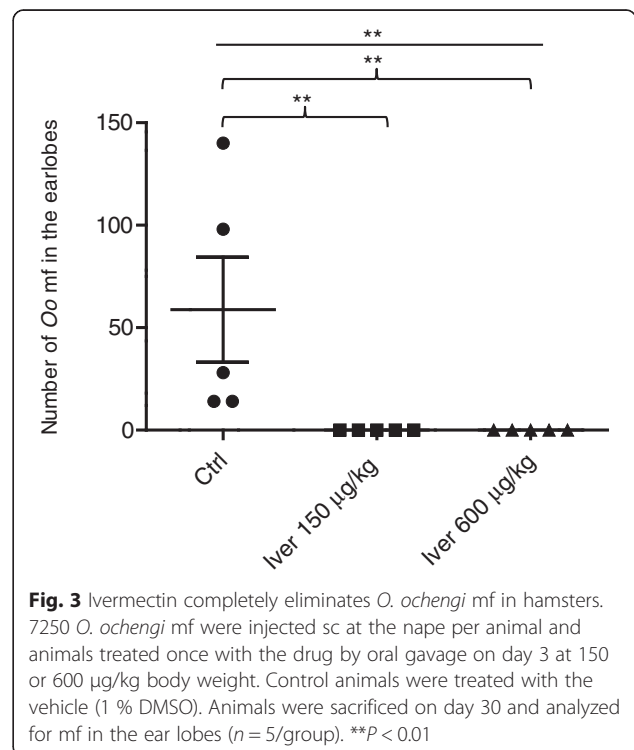 **
**
**
150
100
50
0
Number of Oo mf in the earlobes
Ctrl
Iver 150 µg/kg
Iver 600 µg/kg
Fig. 3 Ivermectin completely eliminates O. ochengi mf in hamsters.
7250 O. ochengi mf were injected sc at the nape per animal and
animals treated once with the drug by oral gavage on day 3 at 150
or 600 µg/kg body weight. Control animals were treated with the
vehicle (1 % DMSO). Animals were sacrificed on day 30 and analyzed
for mf in the ear lobes (n = 5/group). **P < 0.01